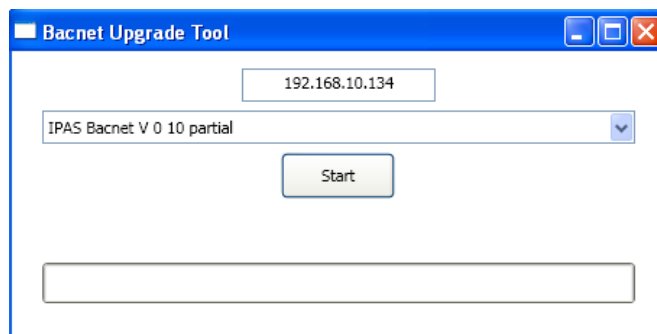 Bacnet Upgrade Tool
192.168.10.134
IPAS Bacnet V 0 10 partial
Start